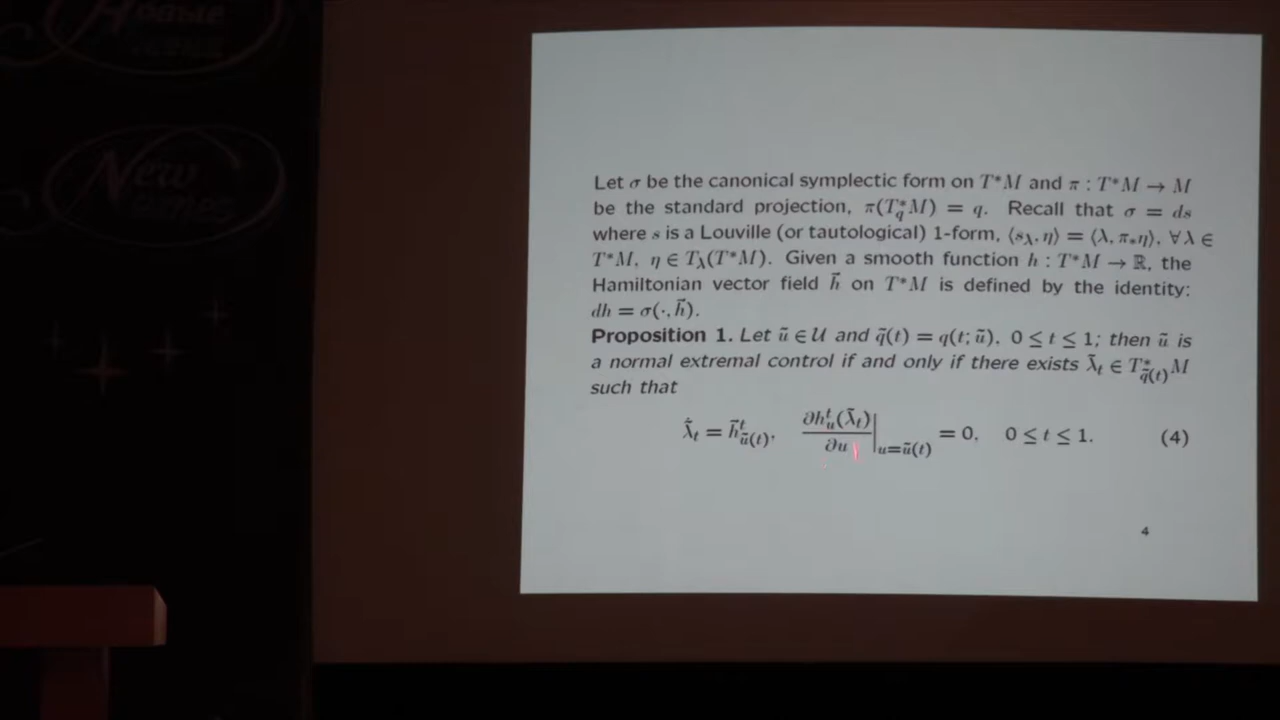 Новые
New
Let σ be the canonical symplectic form on T*M and π : T*M → M
be the standard projection, π(T*_q M) = q. Recall that σ = ds
where s is a Louville (or tautological) 1-form, ⟨s_λ, η⟩ = ⟨λ, π_*η⟩, ∀λ ∈
T*M, η ∈ T_λ(T*M). Given a smooth function h : T*M → ℝ, the
Hamiltonian vector field h⃗ on T*M is defined by the identity:
dh = σ(·, h⃗).
Proposition 1. Let ũ ∈ 𝒰 and q̃(t) = q(t; ũ), 0 ≤ t ≤ 1; then ũ is
a normal extremal control if and only if there exists λ̃_t ∈ T*_{q̃(t)}M
such that
λ̃̇_t = h⃗^t_{ũ(t)}, ∂h^t_u(λ̃_t)/∂u |_{u=ũ(t)} = 0, 0 ≤ t ≤ 1. (4)
4